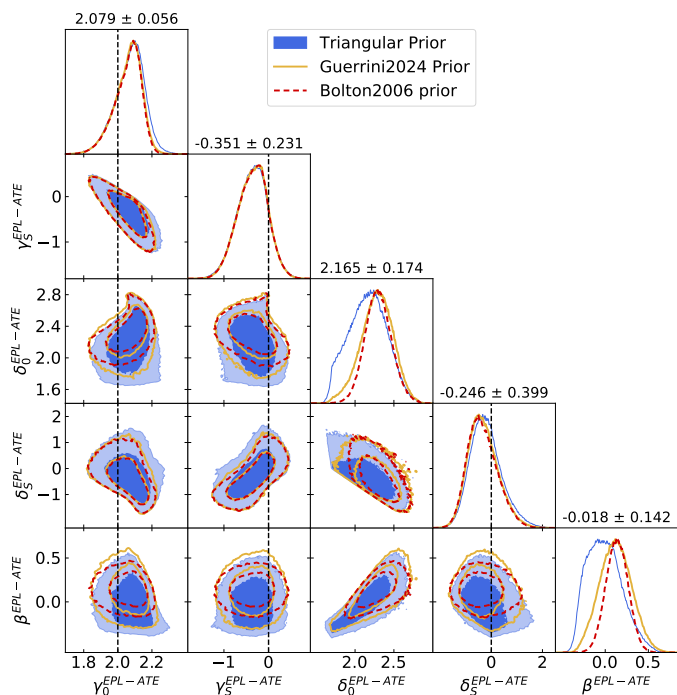 2.079 ± 0.056
Triangular Prior
Guerrini2024 Prior
Bolton2006 prior
-0.351 ± 0.231
0
−1
γ_S^{EPL−ATE}
2.165 ± 0.174
2.8
2.4
2.0
1.6
δ_0^{EPL−ATE}
-0.246 ± 0.399
2
1
0
−1
δ_S^{EPL−ATE}
-0.018 ± 0.142
0.5
0.0
β^{EPL−ATE}
1.8 2.0 2.2 −1 0 2.0 2.5 0 2 0.0 0.5
γ_0^{EPL−ATE} γ_S^{EPL−ATE} δ_0^{EPL−ATE} δ_S^{EPL−ATE} β^{EPL−ATE}